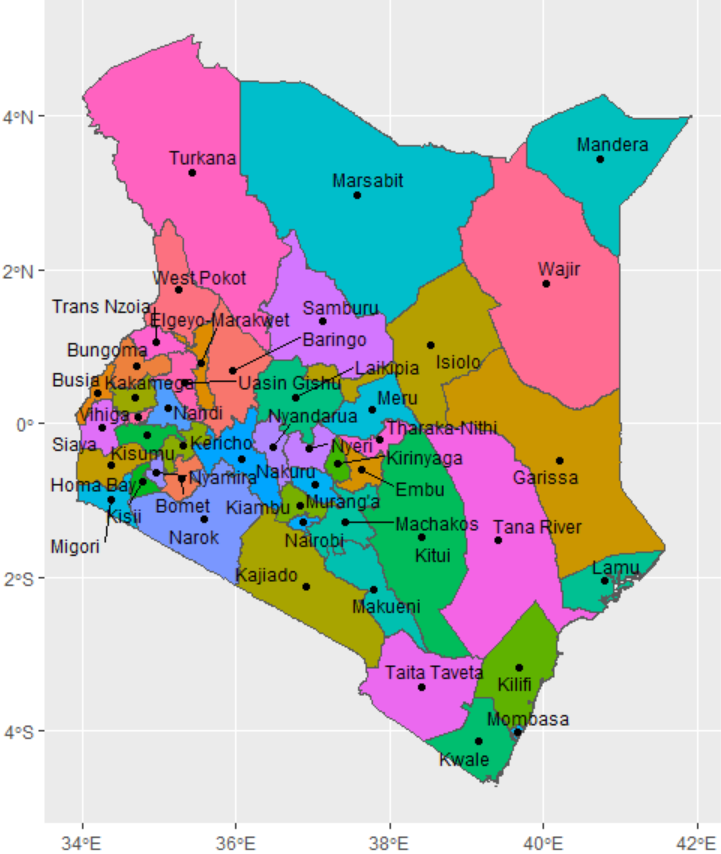 4°N
Mandera
Turkana
Marsabit
2°N
West Pokot
Wajir
Trans Nzoia
Elgeyo-Marakwet
Samburu
Baringo
Bungoma
Isiolo
Laikipia
Busia
Kakamega
Uasin Gishu
Meru
Vihiga
Nandi
Nyandarua
0°
Tharaka-Nithi
Siaya
Kericho
Nyeri
Kisumu
Kirinyaga
Nakuru
Garissa
Homa Bay
Nyamira
Embu
Bomet
Kiambu
Murang'a
Kisii
Machakos
Tana River
Narok
Nairobi
Migori
Kitui
Kajiado
Lamu
2°S
Makueni
Taita Taveta
Kilifi
Mombasa
4°S
Kwale
34°E
36°E
38°E
40°E
42°E